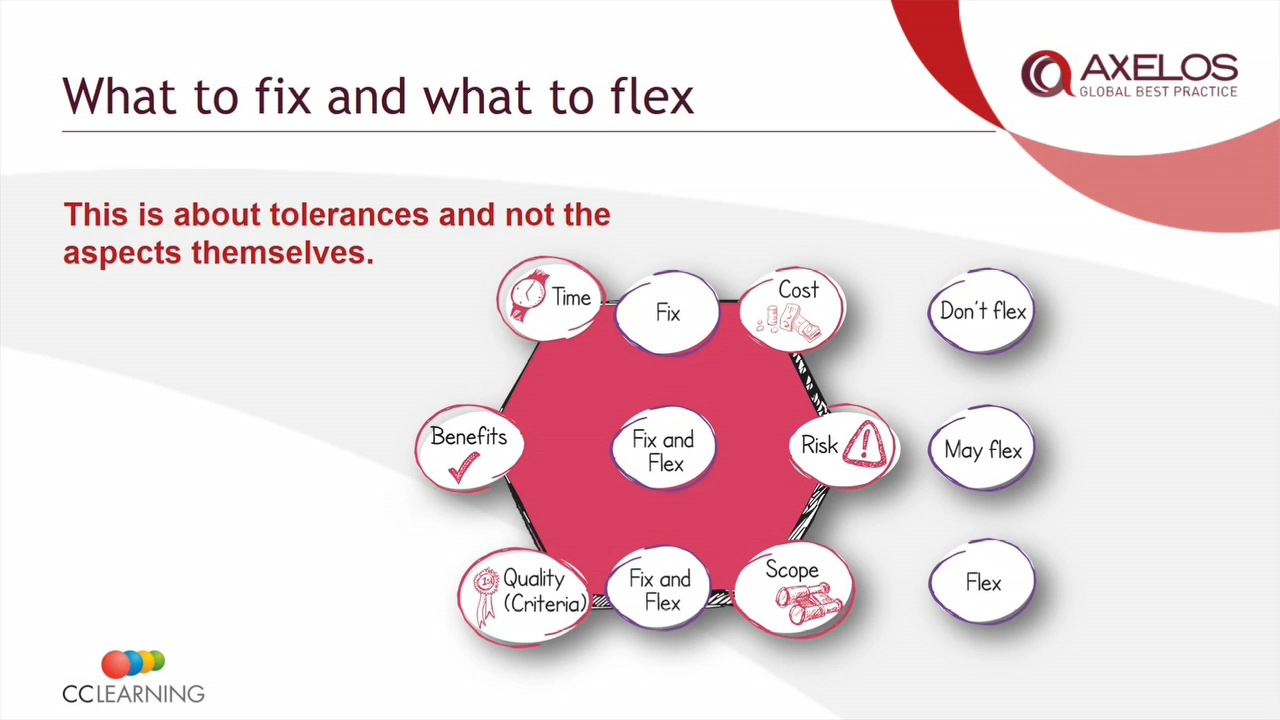 What to fix and what to flex
AXELOS
GLOBAL BEST PRACTICE
This is about tolerances and not the
aspects themselves.
Time
Fix
Cost
Don't flex
Benefits
Fix and
Flex
Risk
May flex
Quality
(Criteria)
Fix and
Flex
Scope
Flex
CCLEARNING